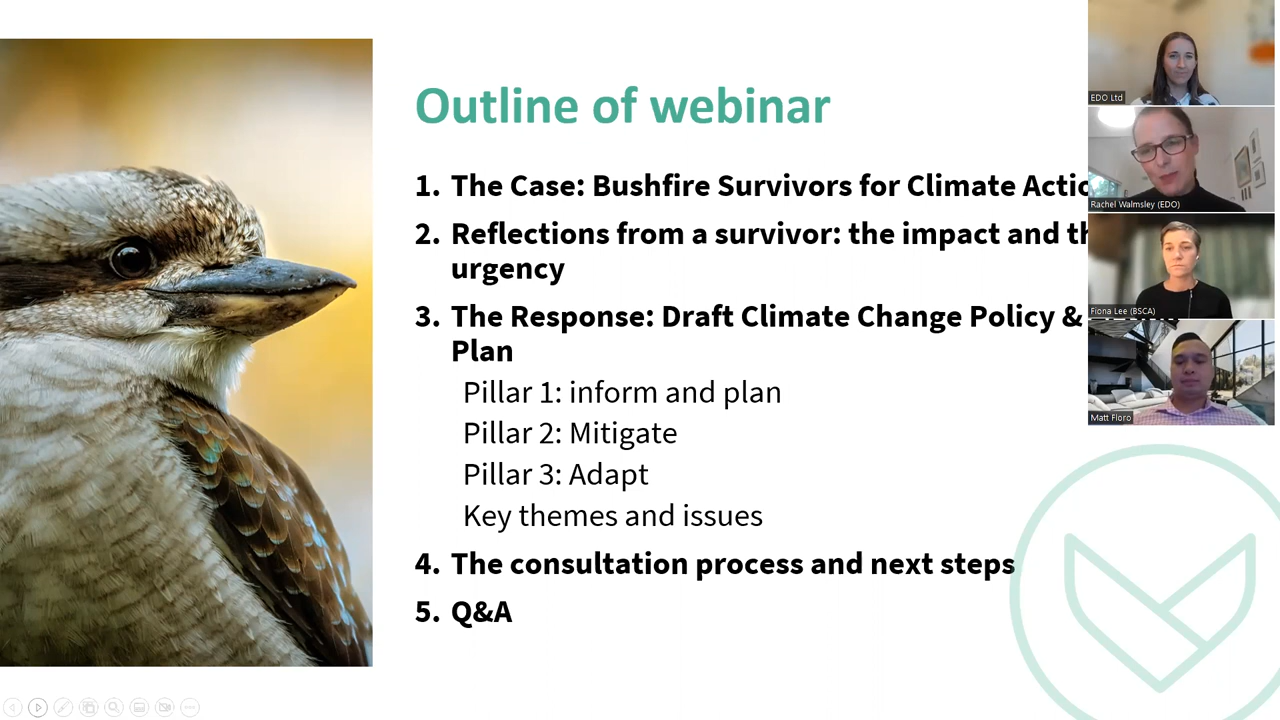 Outline of webinar
1. The Case: Bushfire Survivors for Climate Actio
2. Reflections from a survivor: the impact and th
urgency
3. The Response: Draft Climate Change Policy &
Plan
Pillar 1: inform and plan
Pillar 2: Mitigate
Pillar 3: Adapt
Key themes and issues
4. The consultation process and next steps
5. Q&A
EDO Ltd
Rachel Walmsley (EDO)
Fiona Lee (BSCA)
Matt Floro